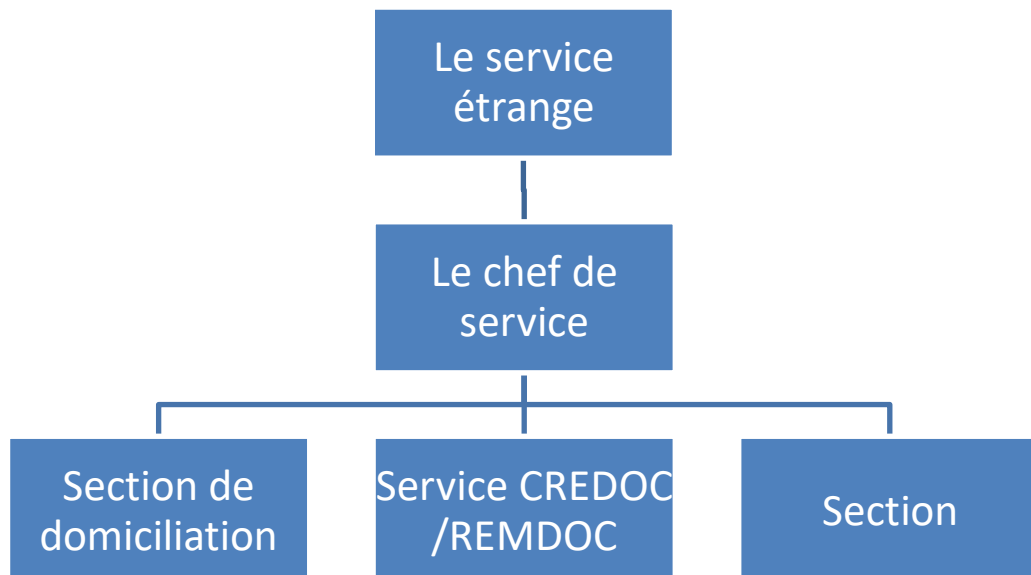 Le service
étrange
Le chef de
service
Section de
domiciliation
Service CREDOC
/REMDOC
Section